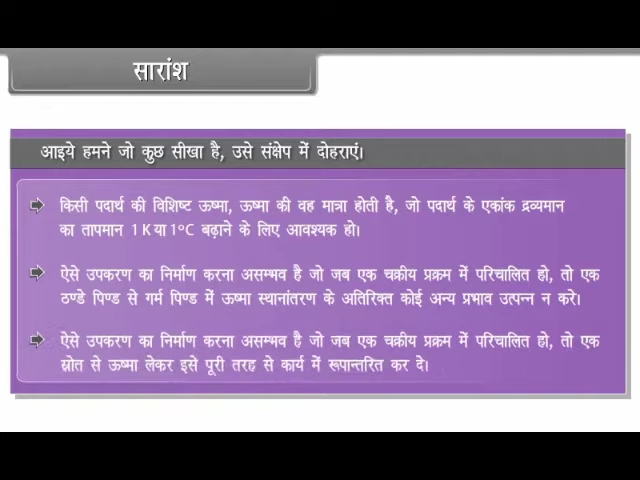 सारांश
आइये हमने जो कुछ सीखा है, उसे संक्षेप में दोहराएं।
किसी पदार्थ की विशिष्ट ऊष्मा, ऊष्मा की वह मात्रा होती है, जो पदार्थ के एकांक द्रव्यमान
का तापमान 1 K या 1°C बढ़ाने के लिए आवश्यक हो।
ऐसे उपकरण का निर्माण करना असम्भव है जो जब एक चक्रीय प्रक्रम में परिचालित हो, तो एक
ठण्डे पिण्ड से गर्म पिण्ड में ऊष्मा स्थानांतरण के अतिरिक्त कोई अन्य प्रभाव उत्पन्न न करे।
ऐसे उपकरण का निर्माण करना असम्भव है जो जब एक चक्रीय प्रक्रम में परिचालित हो, तो एक
स्रोत से ऊष्मा लेकर इसे पूरी तरह से कार्य में रूपान्तरित कर दे।